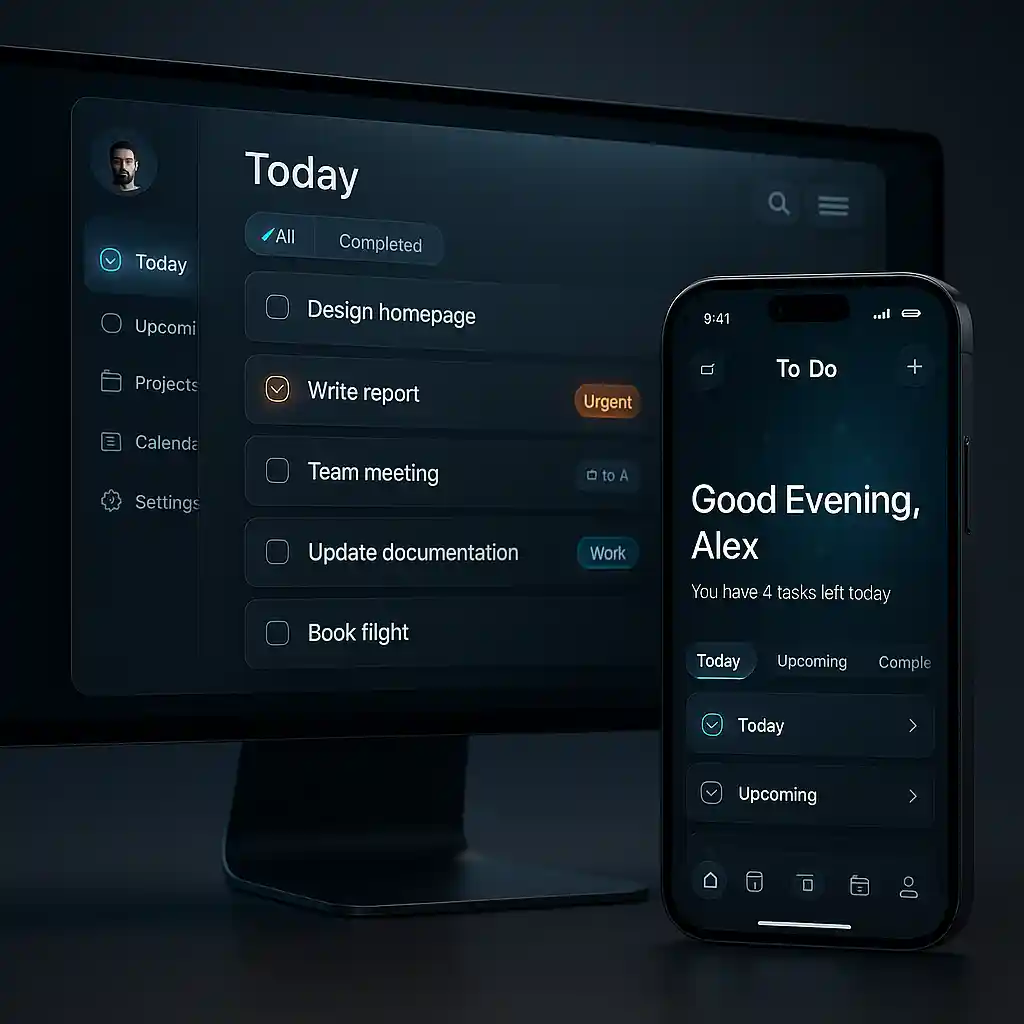 Today
All
Completed
Today
Upcomi
Projects
Calenda
Settings
Design homepage
Write report
Urgent
Team meeting
to A
Update documentation
Work
Book filght
9:41
To Do
Good Evening,
Alex
You have 4 tasks left today
Today
Upcoming
Comple
Today
Upcoming